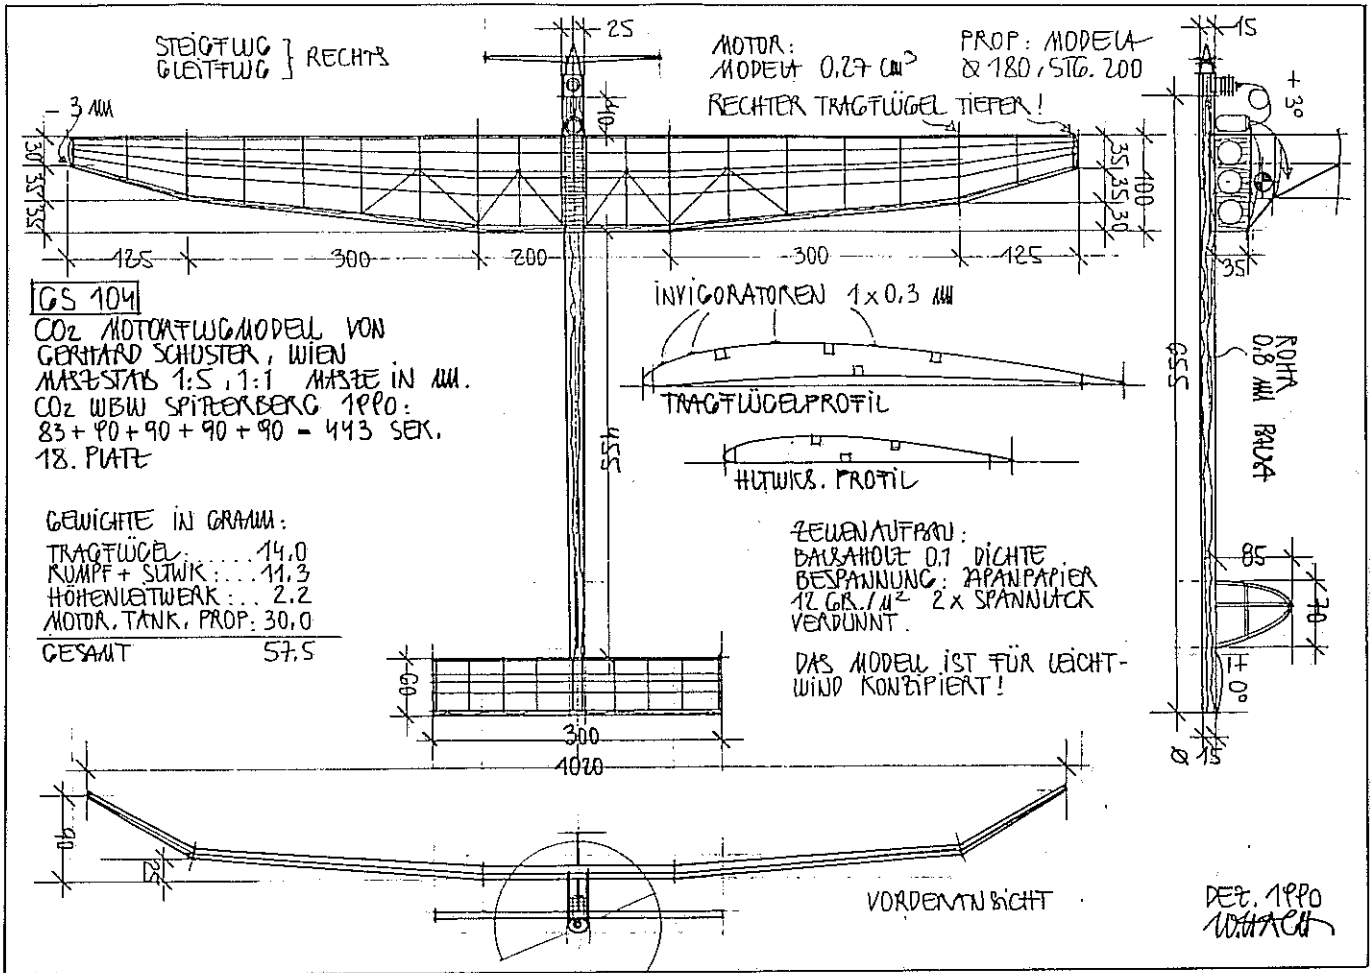 STEIGFLUG
GLEITFLUG } RECHTS
25
MOTOR:
MODELA 0,27 cm³
PROP: MODELA
Ø 180, STG. 200
RECHTER TRAGFLÜGEL TIEFER!
15
+3°
- 3 MM
40
30
35
35
35
35
30
100
125
300
200
300
125
35
GS 104
CO2 MOTORFLUGMODELL VON
GERHARD SCHUSTER, WIEN
MAßSTAB 1:5, 1:1 MAßE IN MM.
CO2 WBW SPITZERBERG 1990:
83 + 90 + 90 + 90 + 90 = 443 SEK.
18. PLATZ
INVIGORATOREN 1 x 0.3 MM
TRAGFLÜGELPROFIL
HLTWKS. PROFIL
455
655
ROHR
0.8 MM BALSA
GEWICHTE IN GRAMM:
TRAGFLÜGEL: ..... 14.0
RUMPF + SLTWK: ... 11.3
HÖHENLEITWERK: .. 2.2
MOTOR, TANK, PROP: 30.0
GESAMT 57.5
ZELLENAUFBAU:
BALSAHOLZ 0.1 DICHTE
BESPANNUNG: JAPANPAPIER
12 GR./M² 2 x SPANNLACK
VERDÜNNT.
DAS MODELL IST FÜR LEICHT-
WIND KONZIPIERT!
85
70
± 0°
Ø 15
60
300
1020
90
25
VORDERANSICHT
DEZ. 1990
W.HACH